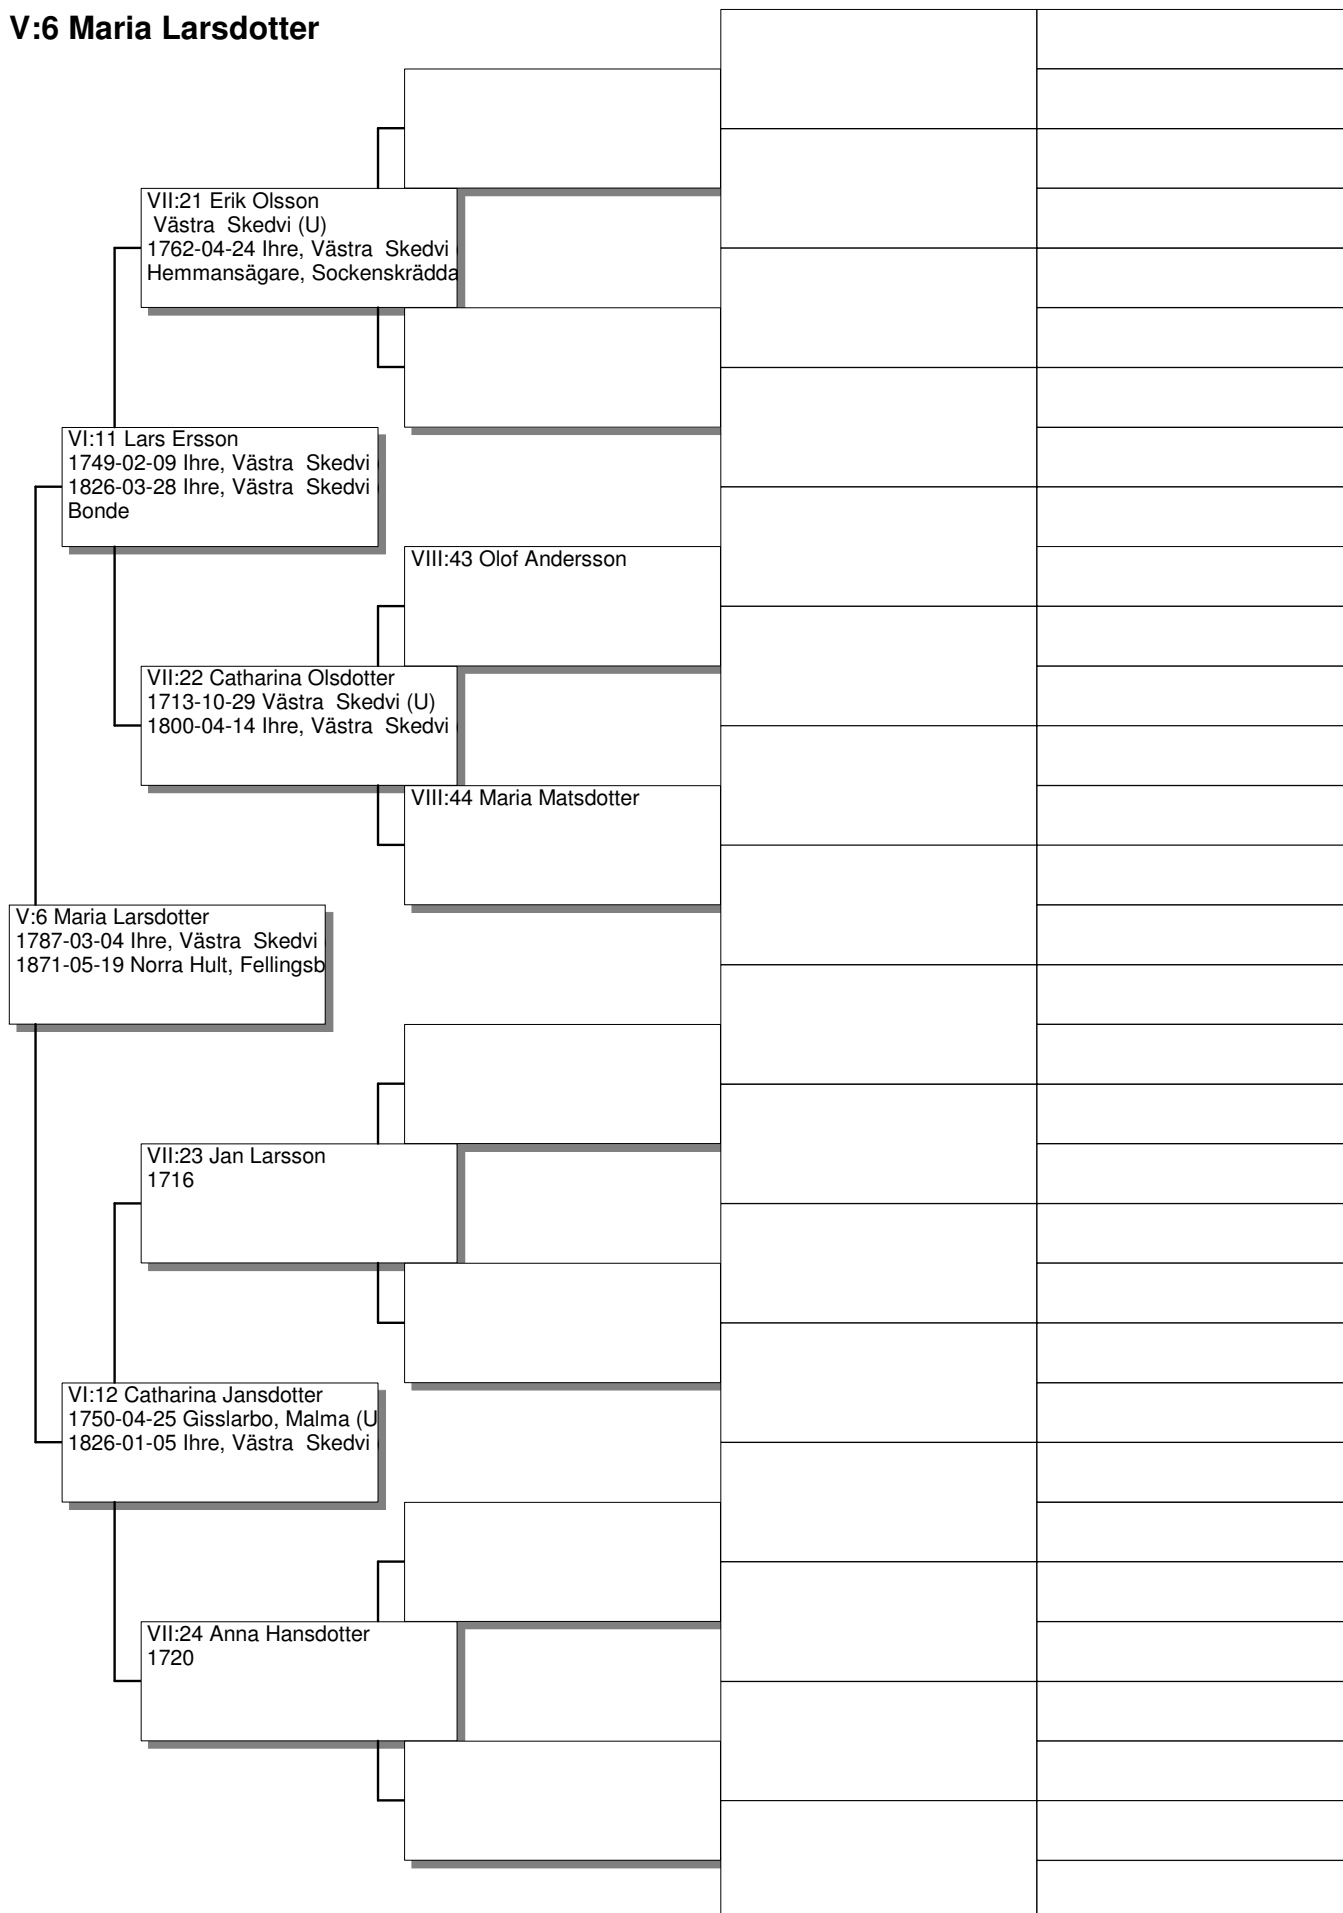 V:6 Maria Larsdotter
VII:21 Erik Olsson
Västra Skedvi (U)
1762-04-24 Ihre, Västra Skedvi (
Hemmansägare, Sockenskrädda
VI:11 Lars Ersson
1749-02-09 Ihre, Västra Skedvi (
1826-03-28 Ihre, Västra Skedvi (
Bonde
VIII:43 Olof Andersson
VII:22 Catharina Olsdotter
1713-10-29 Västra Skedvi (U)
1800-04-14 Ihre, Västra Skedvi (
VIII:44 Maria Matsdotter
V:6 Maria Larsdotter
1787-03-04 Ihre, Västra Skedvi (
1871-05-19 Norra Hult, Fellingsb
VII:23 Jan Larsson
1716
VI:12 Catharina Jansdotter
1750-04-25 Gisslarbo, Malma (U
1826-01-05 Ihre, Västra Skedvi (
VII:24 Anna Hansdotter
1720